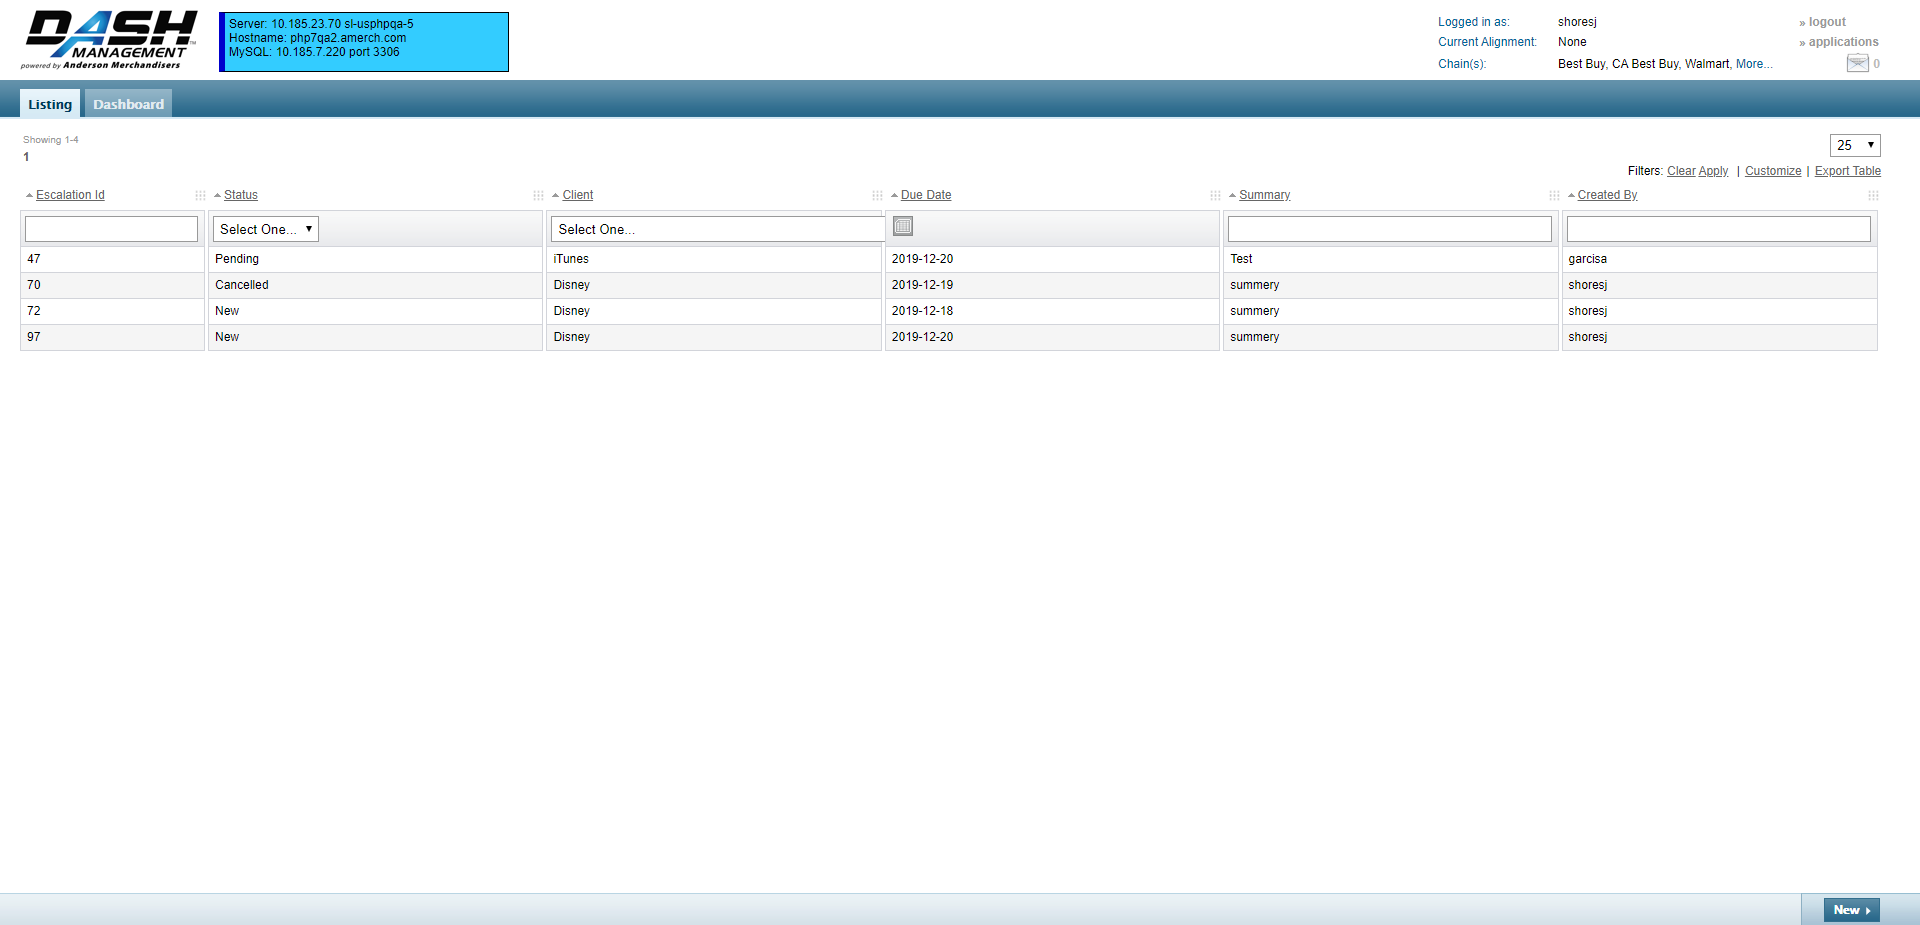 DASH
MANAGEMENT
powered by Anderson Merchandisers
Server: 10.185.23.70 sl-usphpqa-5
Hostname: php7qa2.amerch.com
MySQL: 10.185.7.220 port 3306
Logged in as: shoresj » logout
Current Alignment: None » applications
Chain(s): Best Buy, CA Best Buy, Walmart, More... 0
Listing Dashboard
Showing 1-4
1
25
Filters: Clear Apply | Customize | Export Table
Escalation Id Status Client Due Date Summary Created By
Select One... Select One...
47 Pending iTunes 2019-12-20 Test garcisa
70 Cancelled Disney 2019-12-19 summery shoresj
72 New Disney 2019-12-18 summery shoresj
97 New Disney 2019-12-20 summery shoresj
New